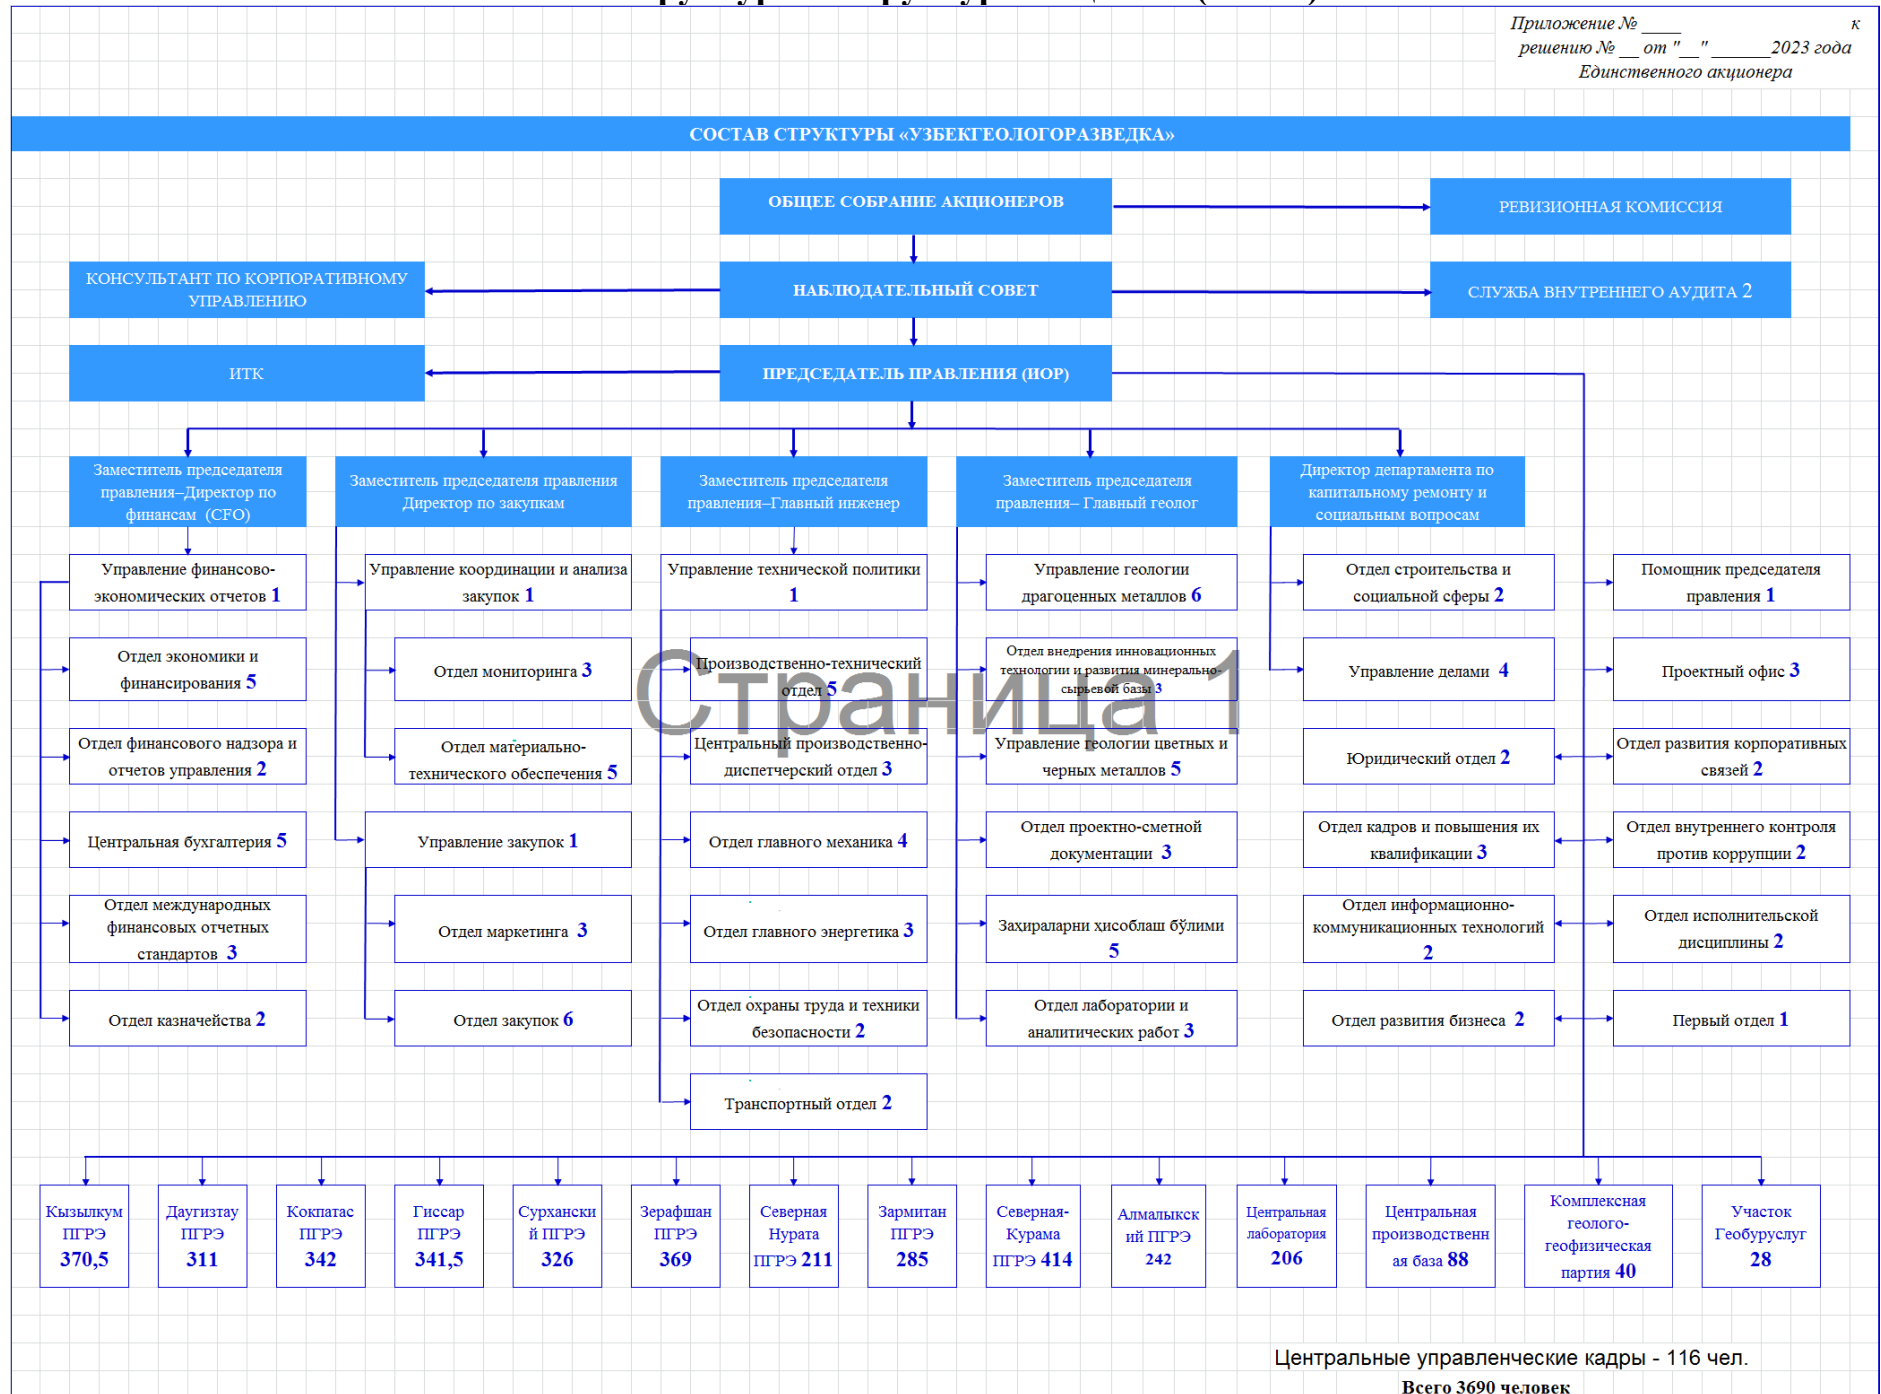 Приложение № ____ к
решению № __ от "__" ______2023 года
Единственного акционера
СОСТАВ СТРУКТУРЫ «УЗБЕКГЕОЛОГОРАЗВЕДКА»
ОБЩЕЕ СОБРАНИЕ АКЦИОНЕРОВ
РЕВИЗИОННАЯ КОМИССИЯ
КОНСУЛЬТАНТ ПО КОРПОРАТИВНОМУ
УПРАВЛЕНИЮ
НАБЛЮДАТЕЛЬНЫЙ СОВЕТ
СЛУЖБА ВНУТРЕННЕГО АУДИТА 2
ИТК
ПРЕДСЕДАТЕЛЬ ПРАВЛЕНИЯ (ИОР)
Заместитель председателя
правления–Директор по
финансам (CFO)
Заместитель председателя правления
Директор по закупкам
Заместитель председателя
правления–Главный инженер
Заместитель председателя
правления– Главный геолог
Директор департамента по
капитальному ремонту и
социальным вопросам
Управление финансово-
экономических отчетов 1
Управление координации и анализа
закупок 1
Управление технической политики
1
Управление геологии
драгоценных металлов 6
Отдел строительства и
социальной сферы 2
Помощник председателя
правления 1
Отдел экономики и
финансирования 5
Отдел мониторинга 3
Производственно-технический
отдел 5
Отдел внедрения инновационных
технологии и развития минерально-
сырьевой базы 3
Управление делами 4
Проектный офис 3
Страница 1
Отдел финансового надзора и
отчетов управления 2
Отдел материально-
технического обеспечения 5
Центральный производственно-
диспетчерский отдел 3
Управление геологии цветных и
черных металлов 5
Юридический отдел 2
Отдел развития корпоративных
связей 2
Центральная бухгалтерия 5
Управление закупок 1
Отдел главного механика 4
Отдел проектно-сметной
документации 3
Отдел кадров и повышения их
квалификации 3
Отдел внутреннего контроля
против коррупции 2
Отдел международных
финансовых отчетных
стандартов 3
Отдел маркетинга 3
Отдел главного энергетика 3
Захираларни ҳисоблаш бўлими
5
Отдел информационно-
коммуникационных технологий
2
Отдел исполнительской
дисциплины 2
Отдел казначейства 2
Отдел закупок 6
Отдел охраны труда и техники
безопасности 2
Отдел лаборатории и
аналитических работ 3
Отдел развития бизнеса 2
Первый отдел 1
Транспортный отдел 2
Кызылкум
ПГРЭ
370,5
Даугизтау
ПГРЭ
311
Кокпатас
ПГРЭ
342
Гиссар
ПГРЭ
341,5
Сурхански
й ПГРЭ
326
Зерафшан
ПГРЭ
369
Северная
Нурата
ПГРЭ 211
Зармитан
ПГРЭ
285
Северная-
Курама
ПГРЭ 414
Алмалыкск
ий ПГРЭ
242
Центральная
лаборатория
206
Центральная
производственн
ая база 88
Комплексная
геолого-
геофизическая
партия 40
Участок
Геобуруслуг
28
Центральные управленческие кадры - 116 чел.
Всего 3690 человек